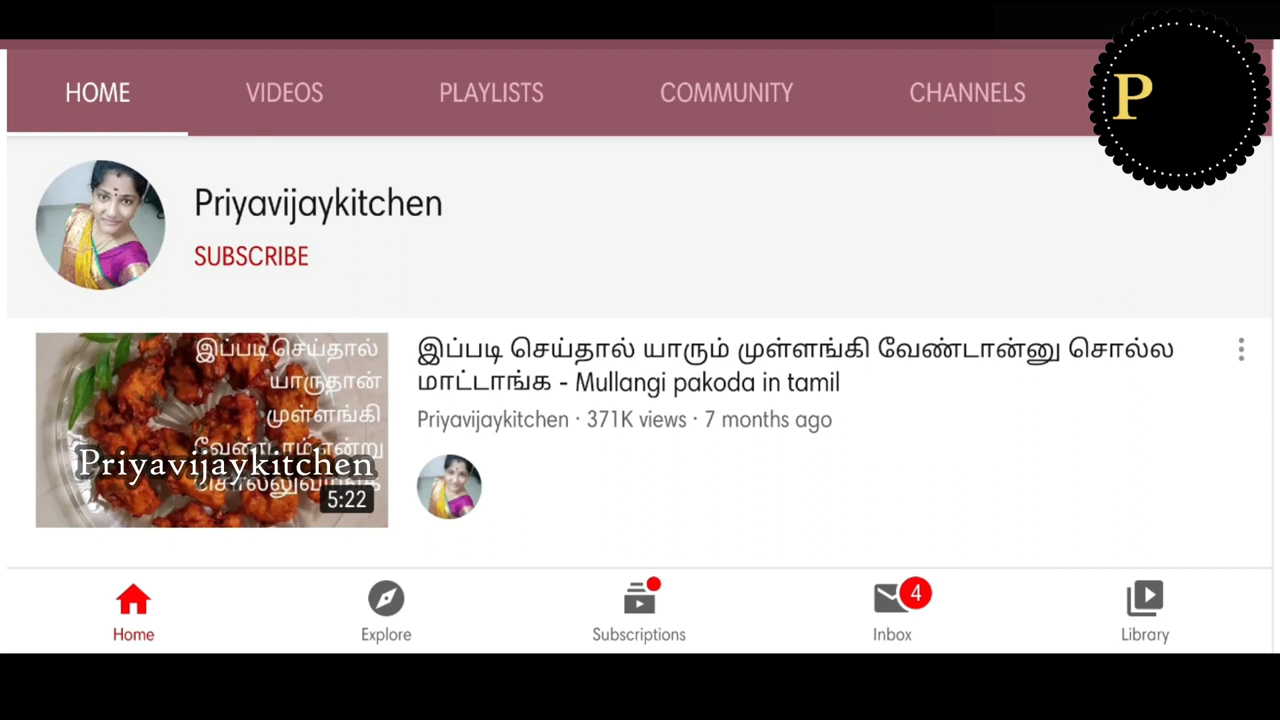 HOME VIDEOS PLAYLISTS COMMUNITY CHANNELS
P
Priyavijaykitchen
SUBSCRIBE
இப்படி செய்தால்
யாருதான்
முள்ளங்கி
வேண்டாம் என்று
Priyavijaykitchen
5:22
இப்படி செய்தால் யாரும் முள்ளங்கி வேண்டான்னு சொல்ல
மாட்டாங்க - Mullangi pakoda in tamil
Priyavijaykitchen · 371K views · 7 months ago
4
Home Explore Subscriptions Inbox Library